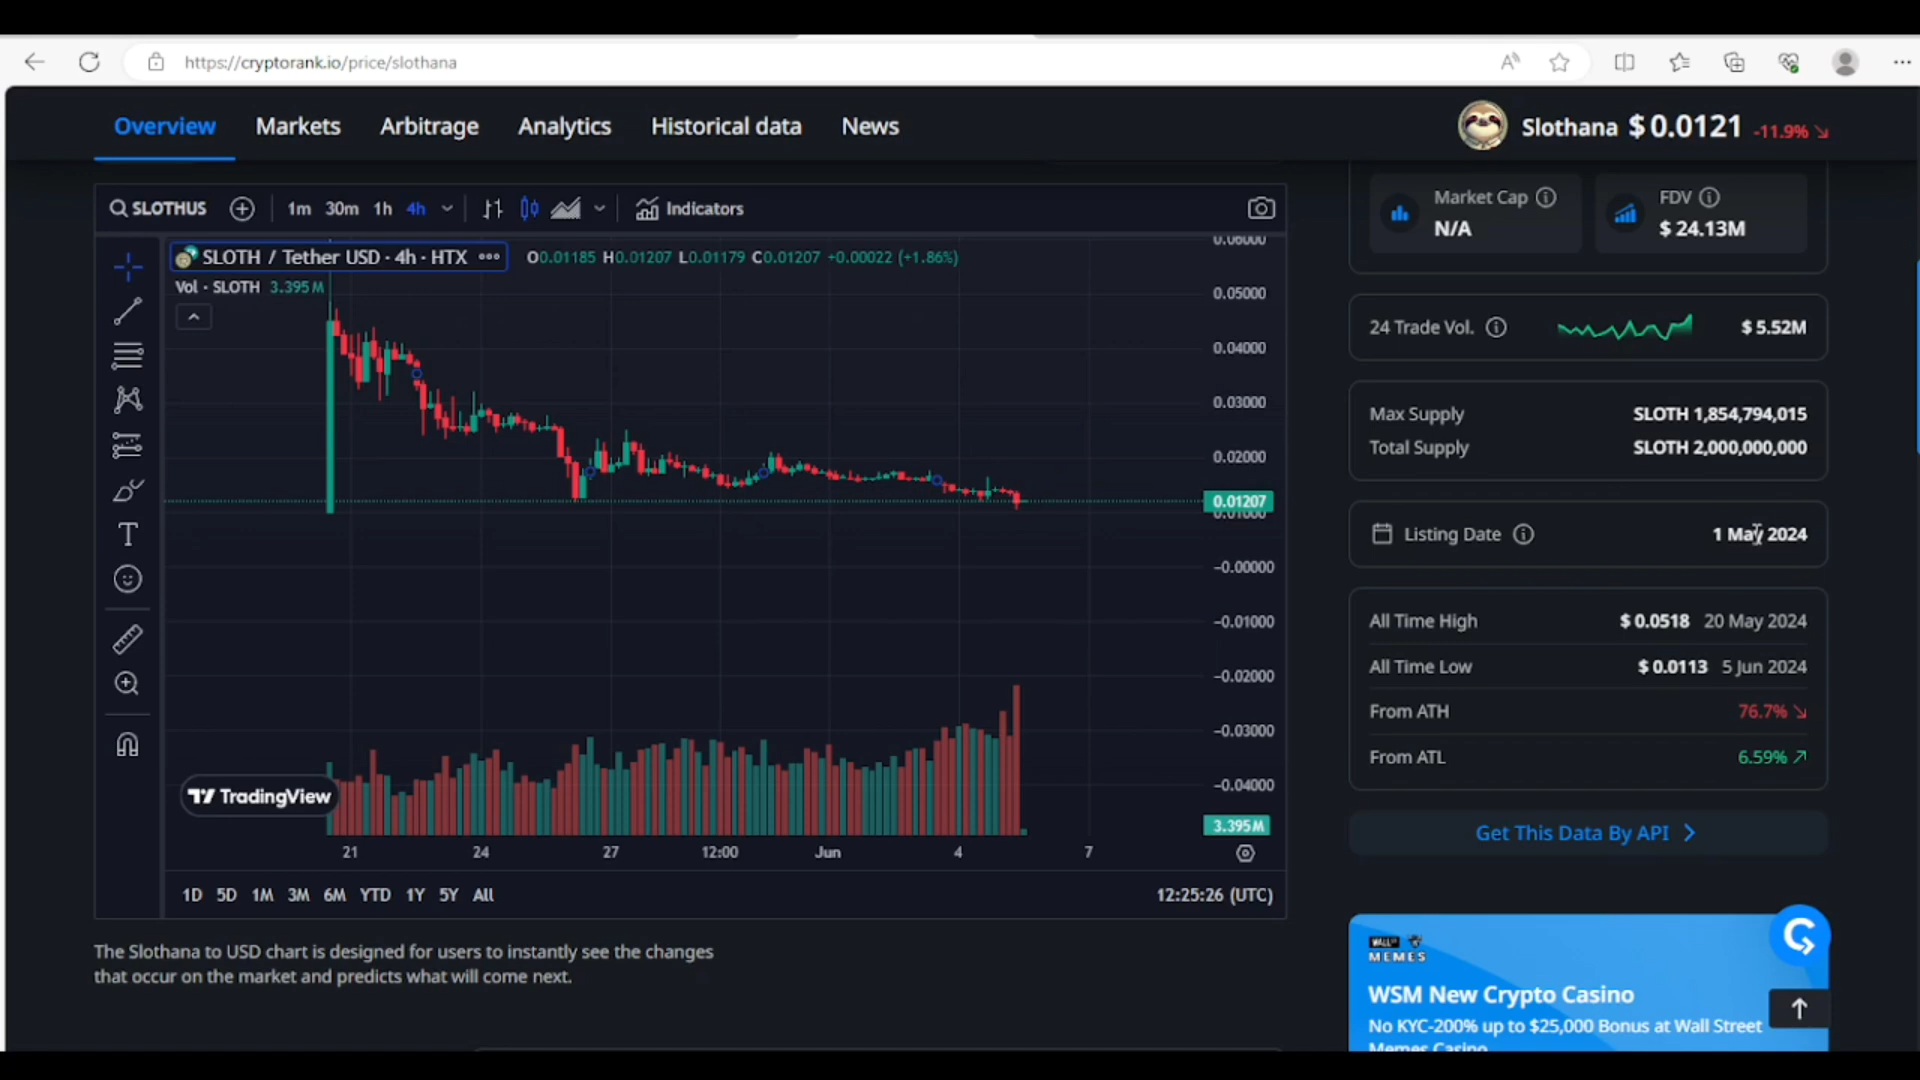 https://cryptorank.io/price/slothana
Overview Markets Arbitrage Analytics Historical data News
Slothana $ 0.0121 -11.9%
SLOTHUS 1m 30m 1h 4h Indicators
SLOTH / Tether USD · 4h · HTX O0.01185 H0.01207 L0.01179 C0.01207 +0.00022 (+1.86%)
Vol · SLOTH 3.395M
0.06000
0.05000
0.04000
0.03000
0.02000
0.01207
0.01000
-0.00000
-0.01000
-0.02000
-0.03000
-0.04000
3.395M
TradingView
21 24 27 12:00 Jun 4 7
1D 5D 1M 3M 6M YTD 1Y 5Y All 12:25:26 (UTC)
The Slothana to USD chart is designed for users to instantly see the changes
that occur on the market and predicts what will come next.
Market Cap
N/A
FDV
$ 24.13M
24 Trade Vol. $ 5.52M
Max Supply SLOTH 1,854,794,015
Total Supply SLOTH 2,000,000,000
Listing Date 1 May 2024
All Time High $ 0.0518 20 May 2024
All Time Low $ 0.0113 5 Jun 2024
From ATH 76.7%
From ATL 6.59%
Get This Data By API
WALL ST
MEMES
WSM New Crypto Casino
No KYC-200% up to $25,000 Bonus at Wall Street
Memes Casino